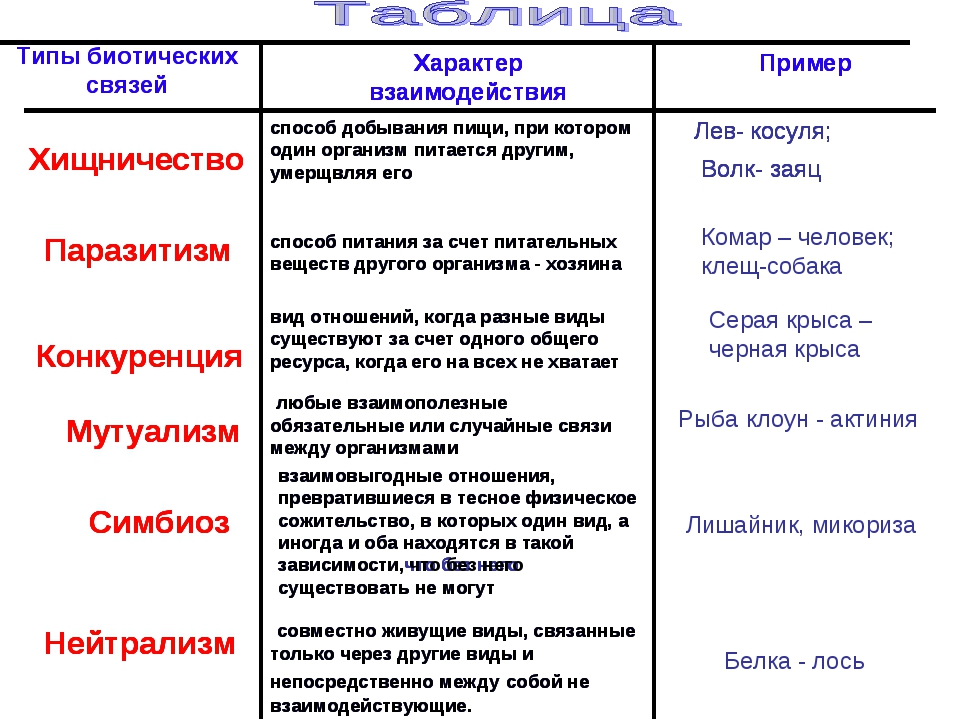 Таблица
Типы биотических
связей
Характер
взаимодействия
Пример
Хищничество
способ добывания пищи, при котором
один организм питается другим,
умерщвляя его
Лев- косуля;
Волк- заяц
Паразитизм
способ питания за счет питательных
веществ другого организма - хозяина
Комар – человек;
клещ-собака
Конкуренция
вид отношений, когда разные виды
существуют за счет одного общего
ресурса, когда его на всех не хватает
Серая крыса –
черная крыса
Мутуализм
любые взаимополезные
обязательные или случайные связи
между организмами
Рыба клоун - актиния
Симбиоз
взаимовыгодные отношения,
превратившиеся в тесное физическое
сожительство, в которых один вид, а
иногда и оба находятся в такой
зависимости,что без него
существовать не могут
Лишайник, микориза
Нейтрализм
совместно живущие виды, связанные
только через другие виды и
непосредственно между собой не
взаимодействующие.
Белка - лось